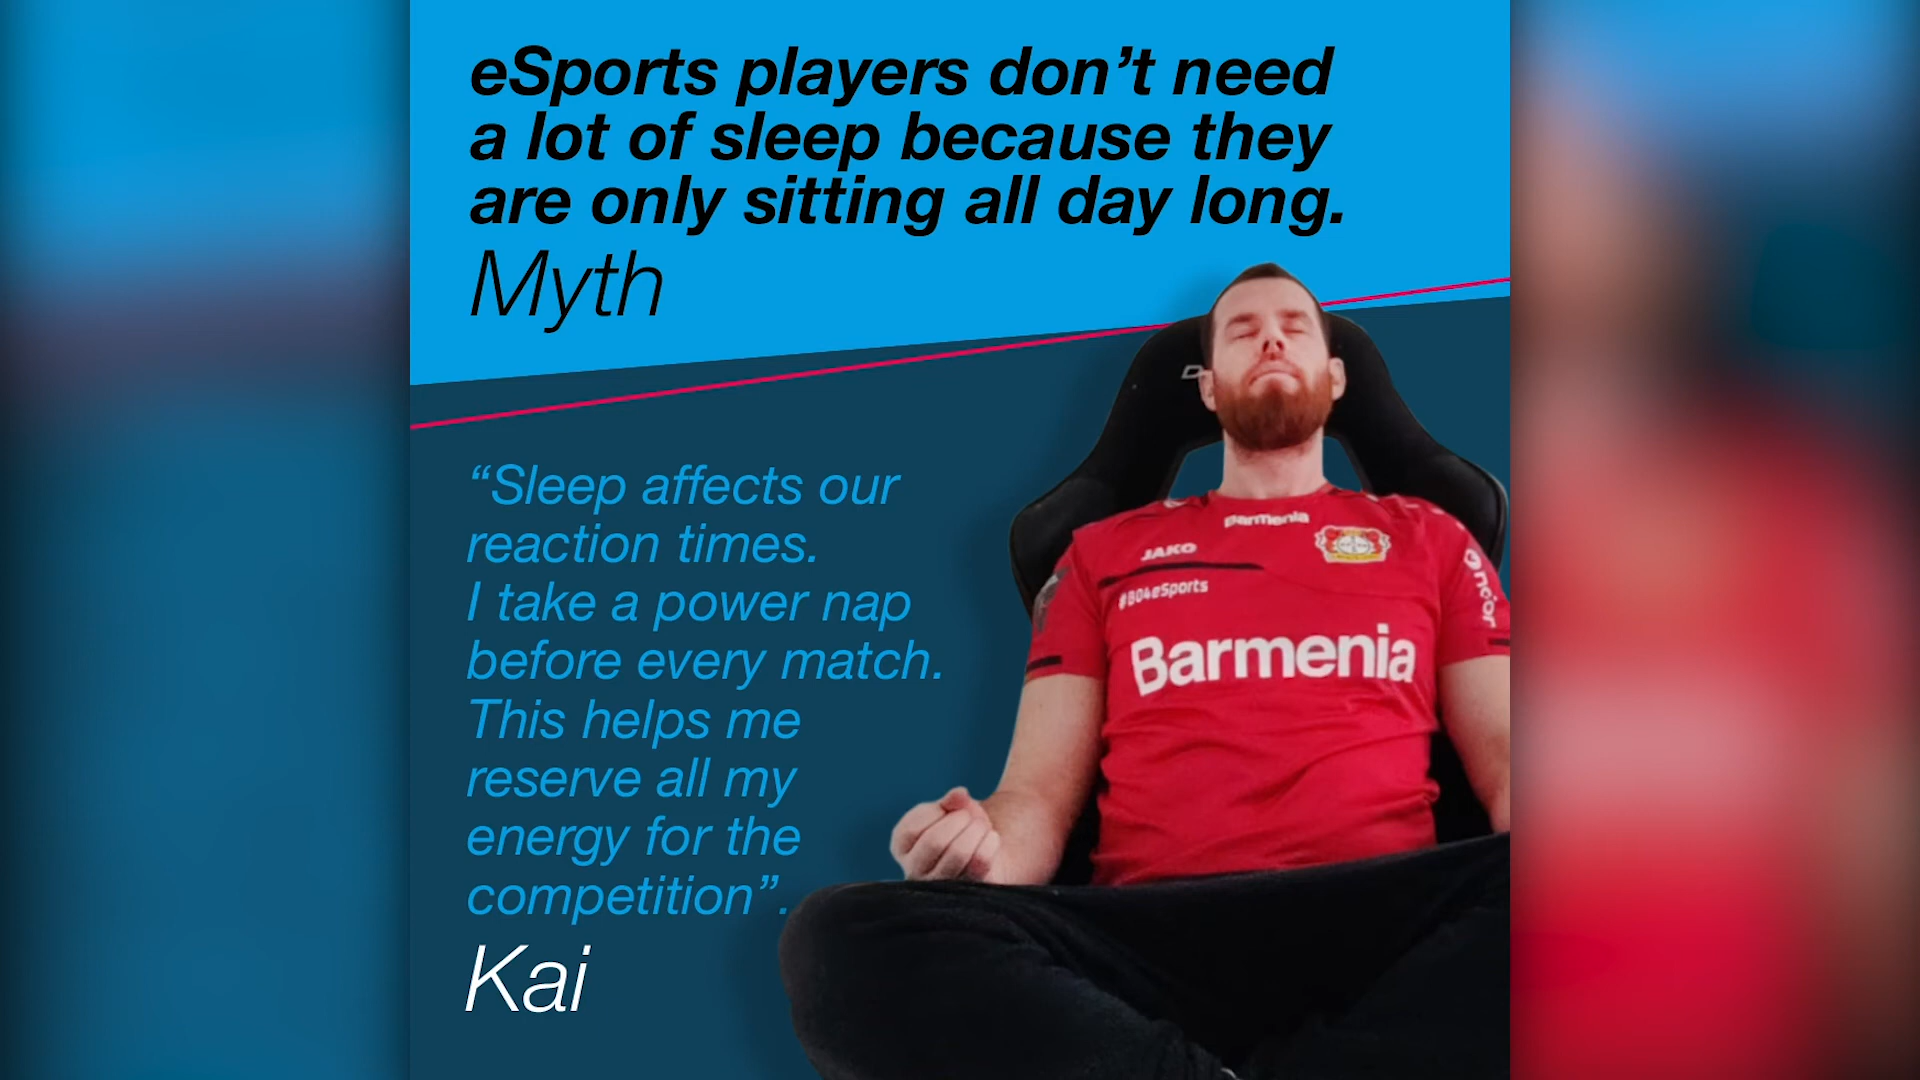 eSports players don’t need
a lot of sleep because they
are only sitting all day long.
Myth
“Sleep affects our
reaction times.
I take a power nap
before every match.
This helps me
reserve all my
energy for the
competition”.
Kai
Barmenia
JAKO
#B04eSports
Barmenia